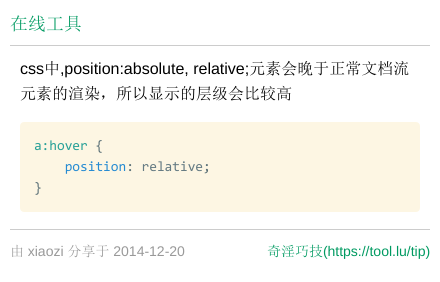 在线工具
css中,position:absolute, relative;元素会晚于正常文档流
元素的渲染，所以显示的层级会比较高
a:hover {
    position: relative;
}
由 xiaozi 分享于 2014-12-20
奇淫巧技(https://tool.lu/tip)